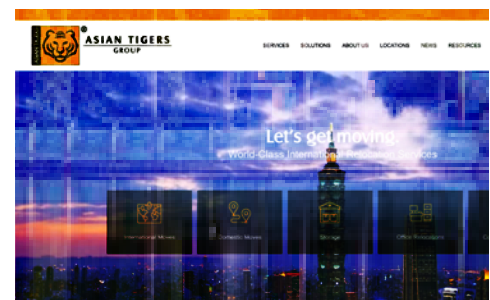 ASIAN TIGERS
GROUP
SERVICES SOLUTIONS ABOUT US LOCATIONS NEWS RESOURCES
Let's get moving.
World-Class International Relocation Services
International Moves Domestic Moves Storage Office Relocations